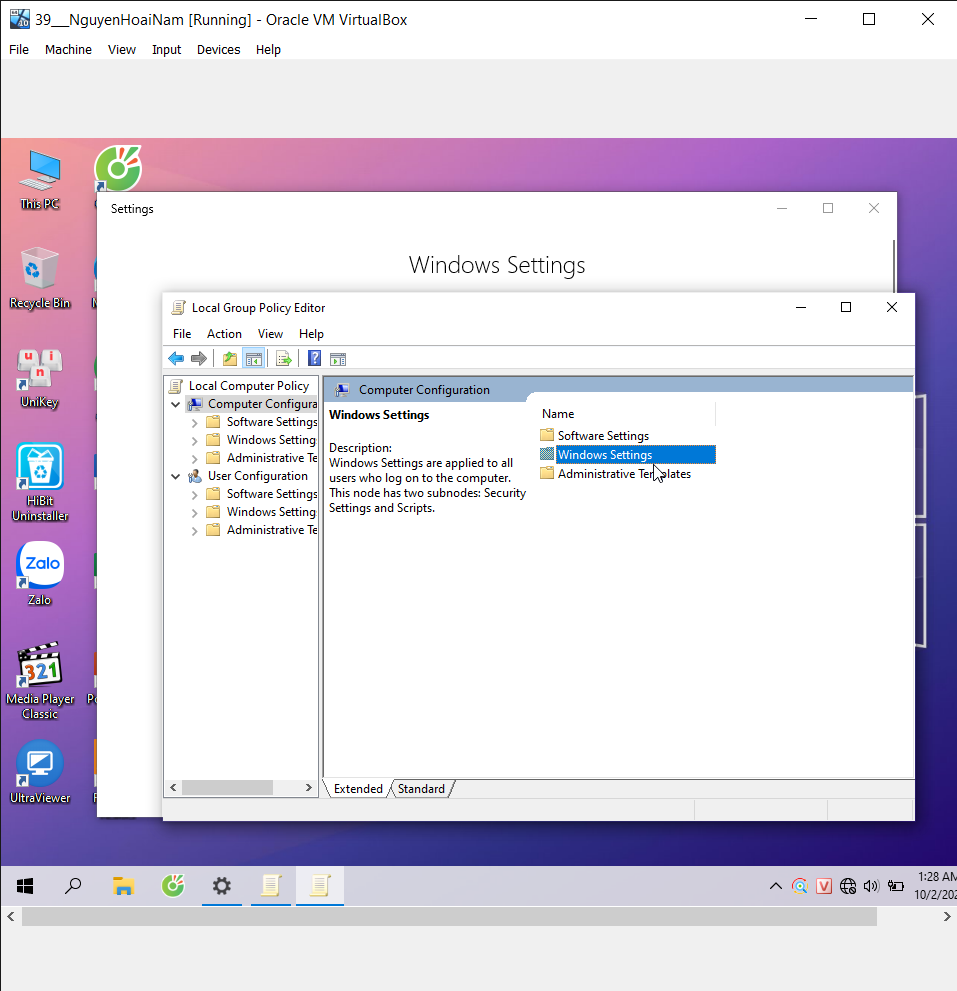 39___NguyenHoaiNam [Running] - Oracle VM VirtualBox
File Machine View Input Devices Help
This PC
Recycle Bin
UniKey
HiBit
Uninstaller
Zalo
Zalo
321
Media Player
Classic
UltraViewer
Settings
Windows Settings
Local Group Policy Editor
File Action View Help
Local Computer Policy
Computer Configura
Software Settings
Windows Setting
Administrative Te
User Configuration
Software Settings
Windows Setting
Administrative Te
Computer Configuration
Windows Settings
Description:
Windows Settings are applied to all
users who log on to the computer.
This node has two subnodes: Security
Settings and Scripts.
Name
Software Settings
Windows Settings
Administrative Templates
Extended Standard
V
1:28 AM
10/2/202